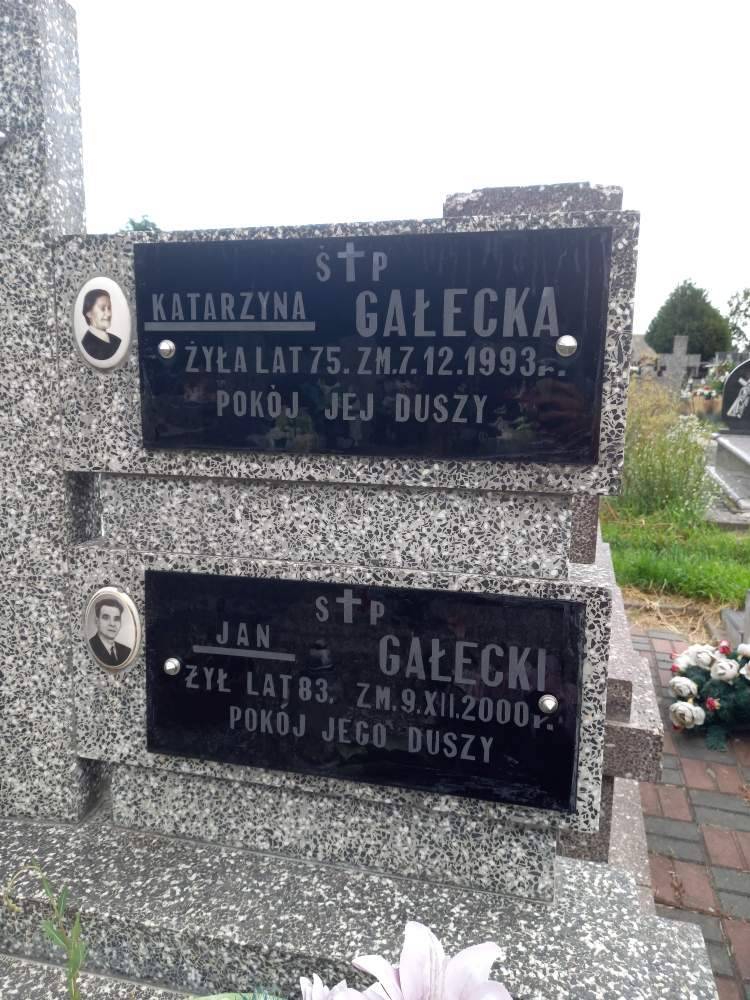 Ś✝P
KATARZYNA GAŁECKA
ŻYŁA LAT 75. ZM. 7. 12. 1993 r.
POKÓJ JEJ DUSZY
Ś✝P
JAN GAŁECKI
ŻYŁ LAT 83. ZM. 9. XII. 2000 r.
POKÓJ JEGO DUSZY